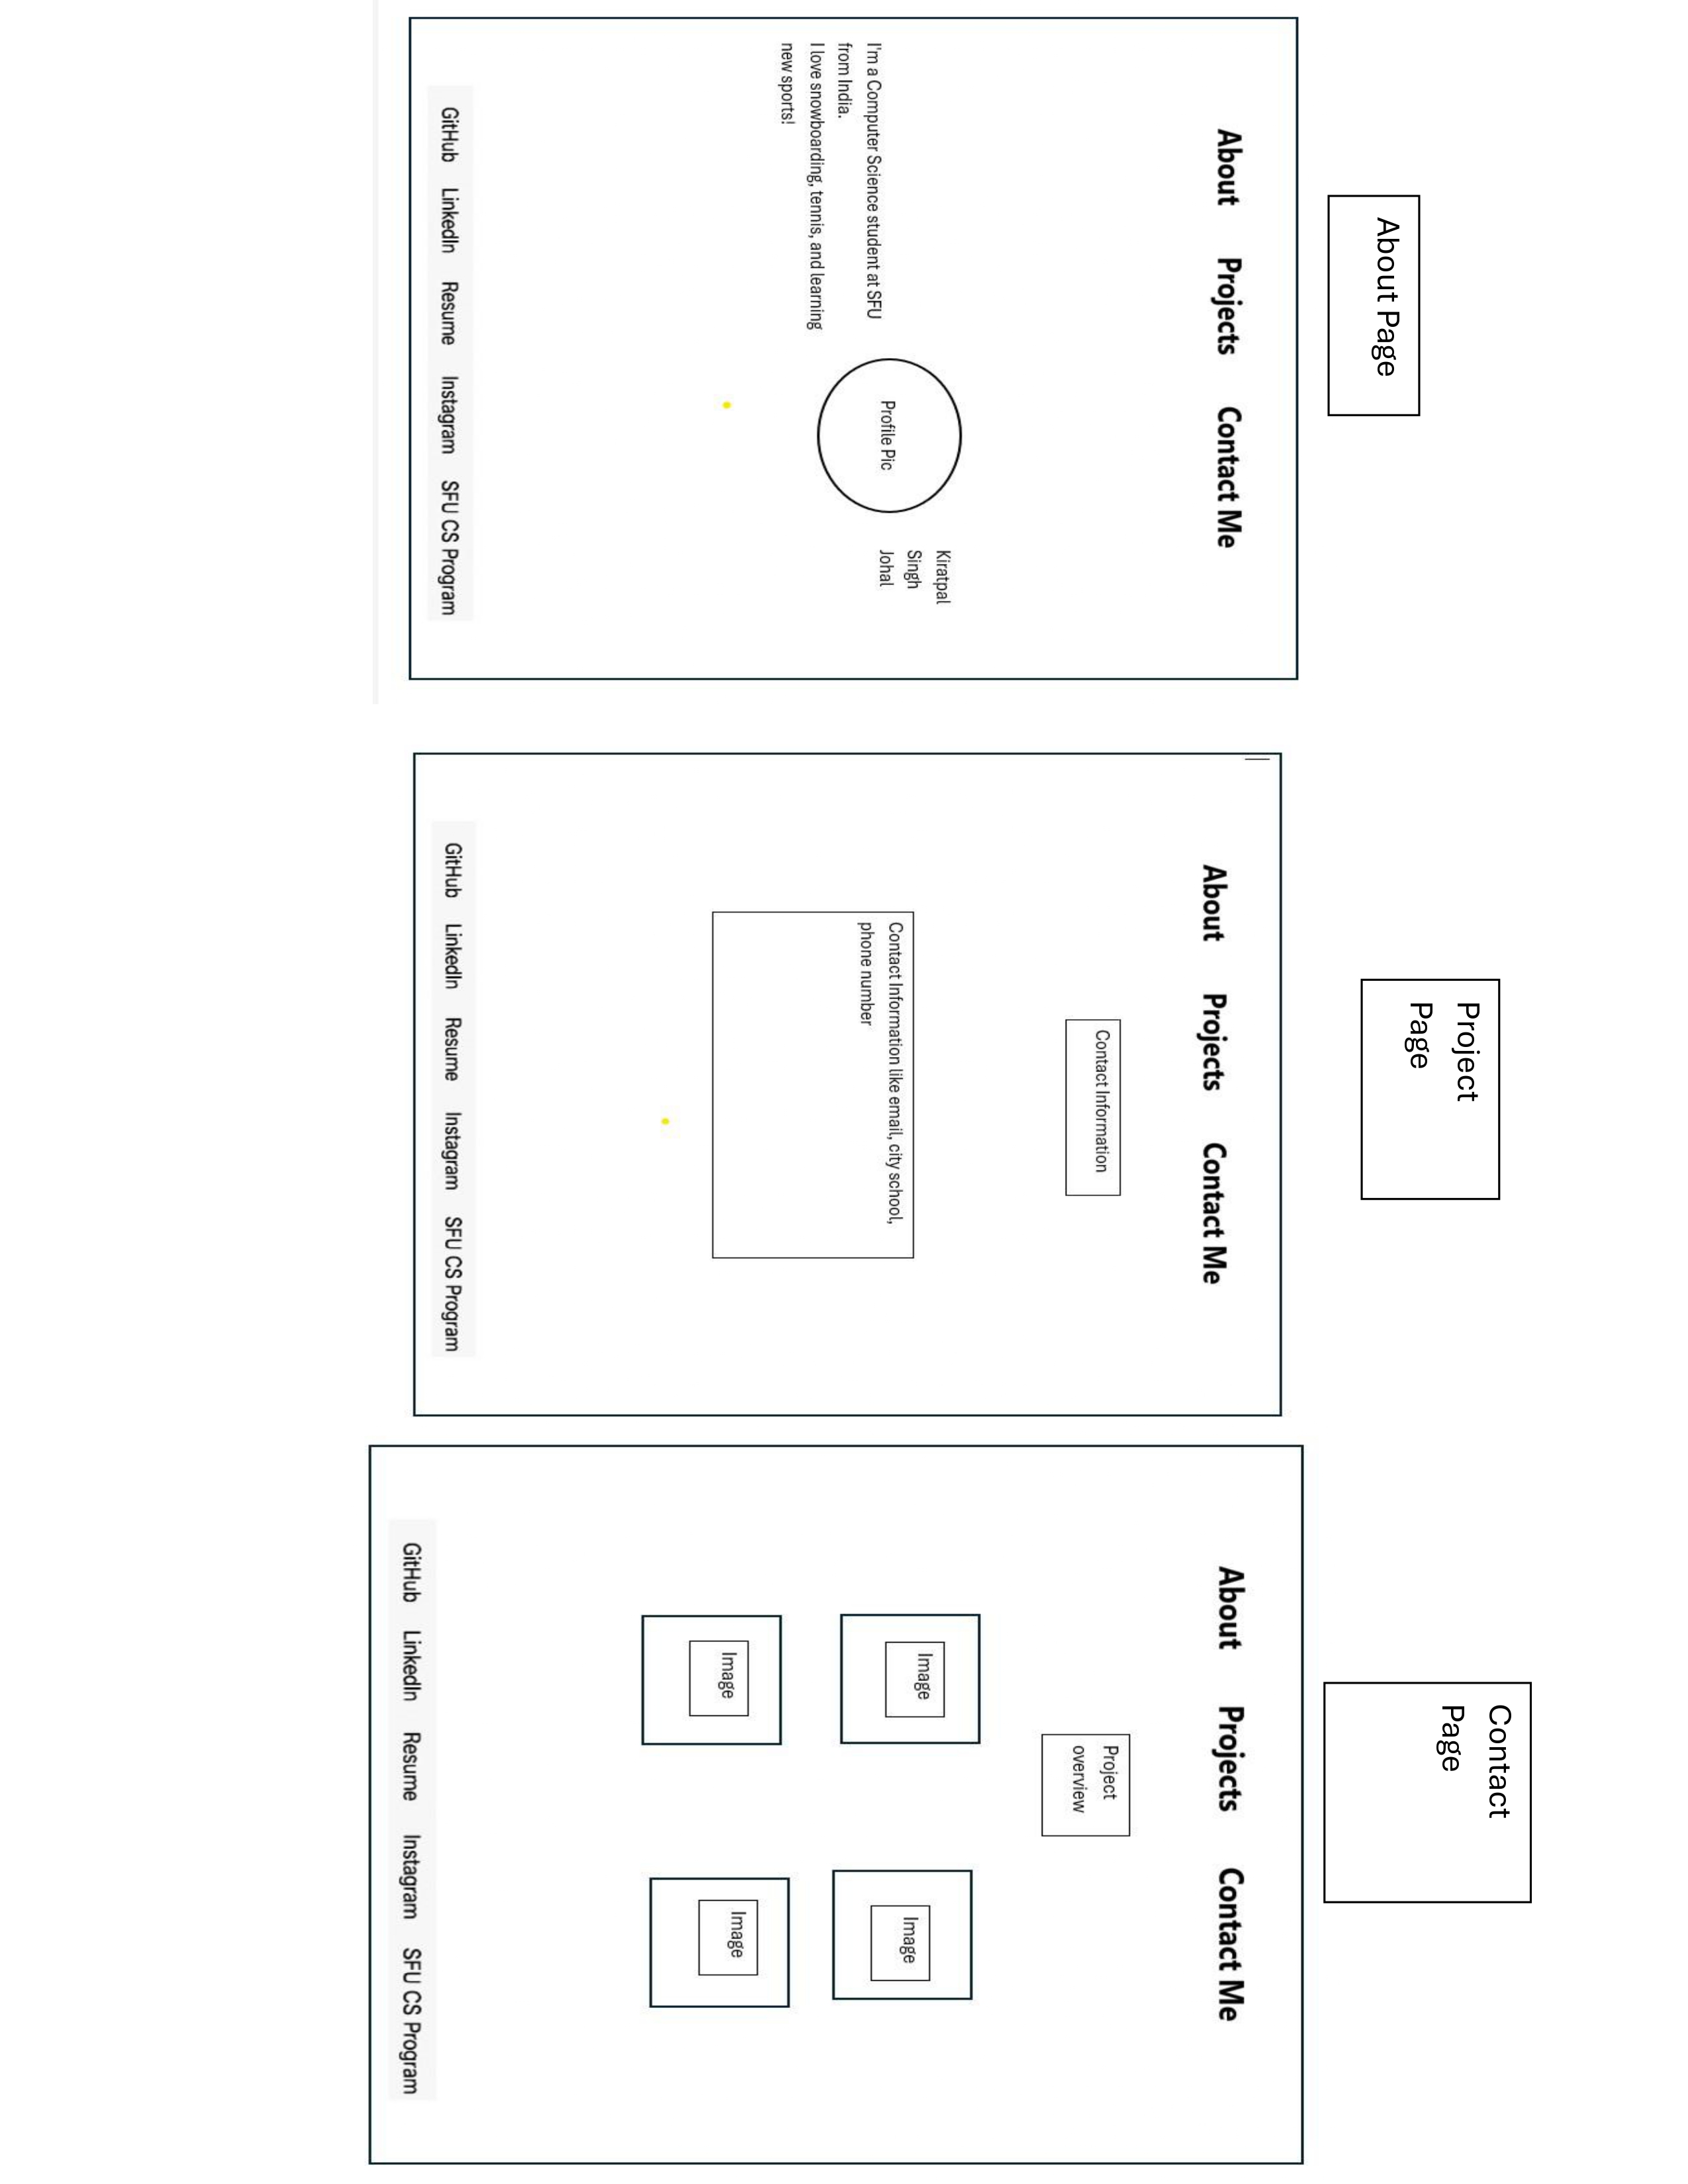 About Page
About Projects Contact Me
Kiratpal
Singh
Johal
Profile Pic
I'm a Computer Science student at SFU
from India.
I love snowboarding, tennis, and learning
new sports!
GitHub LinkedIn Resume Instagram SFU CS Program
Project
Page
About Projects Contact Me
Contact Information
Contact Information like email, city school,
phone number
GitHub LinkedIn Resume Instagram SFU CS Program
Contact
Page
About Projects Contact Me
Project
overview
Image Image
Image Image
GitHub LinkedIn Resume Instagram SFU CS Program